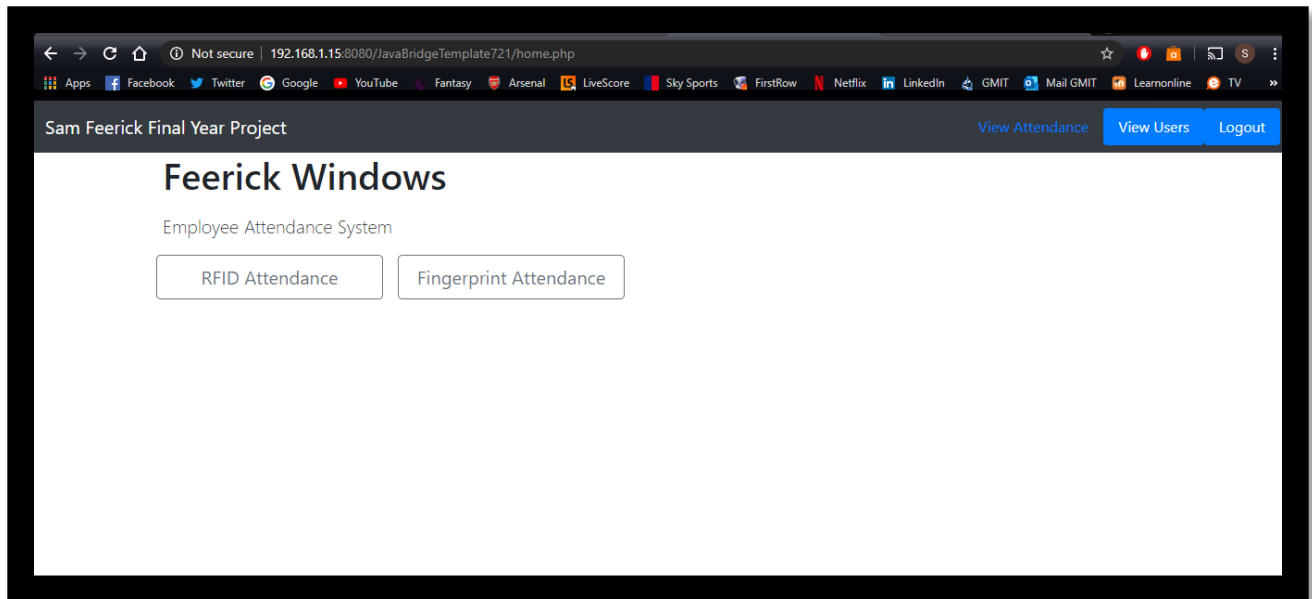 Not secure | 192.168.1.15:8080/JavaBridgeTemplate721/home.php S
Apps Facebook Twitter Google YouTube Fantasy Arsenal LiveScore Sky Sports FirstRow Netflix LinkedIn GMIT Mail GMIT Learnonline TV »
Sam Feerick Final Year Project View Attendance View Users Logout
Feerick Windows
Employee Attendance System
RFID Attendance Fingerprint Attendance